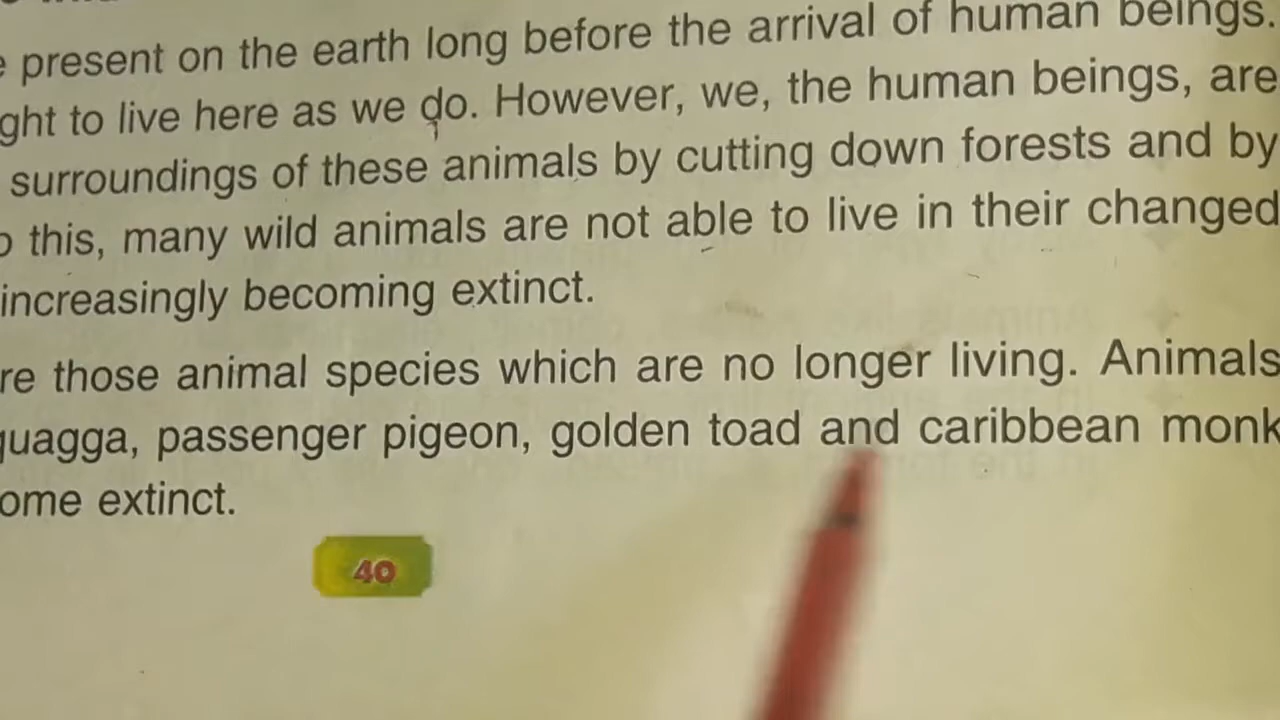 present on the earth long before the arrival of human beings.
ght to live here as we do. However, we, the human beings, are
surroundings of these animals by cutting down forests and by
o this, many wild animals are not able to live in their changed
increasingly becoming extinct.
re those animal species which are no longer living. Animals
quagga, passenger pigeon, golden toad and caribbean monk
ome extinct.
40